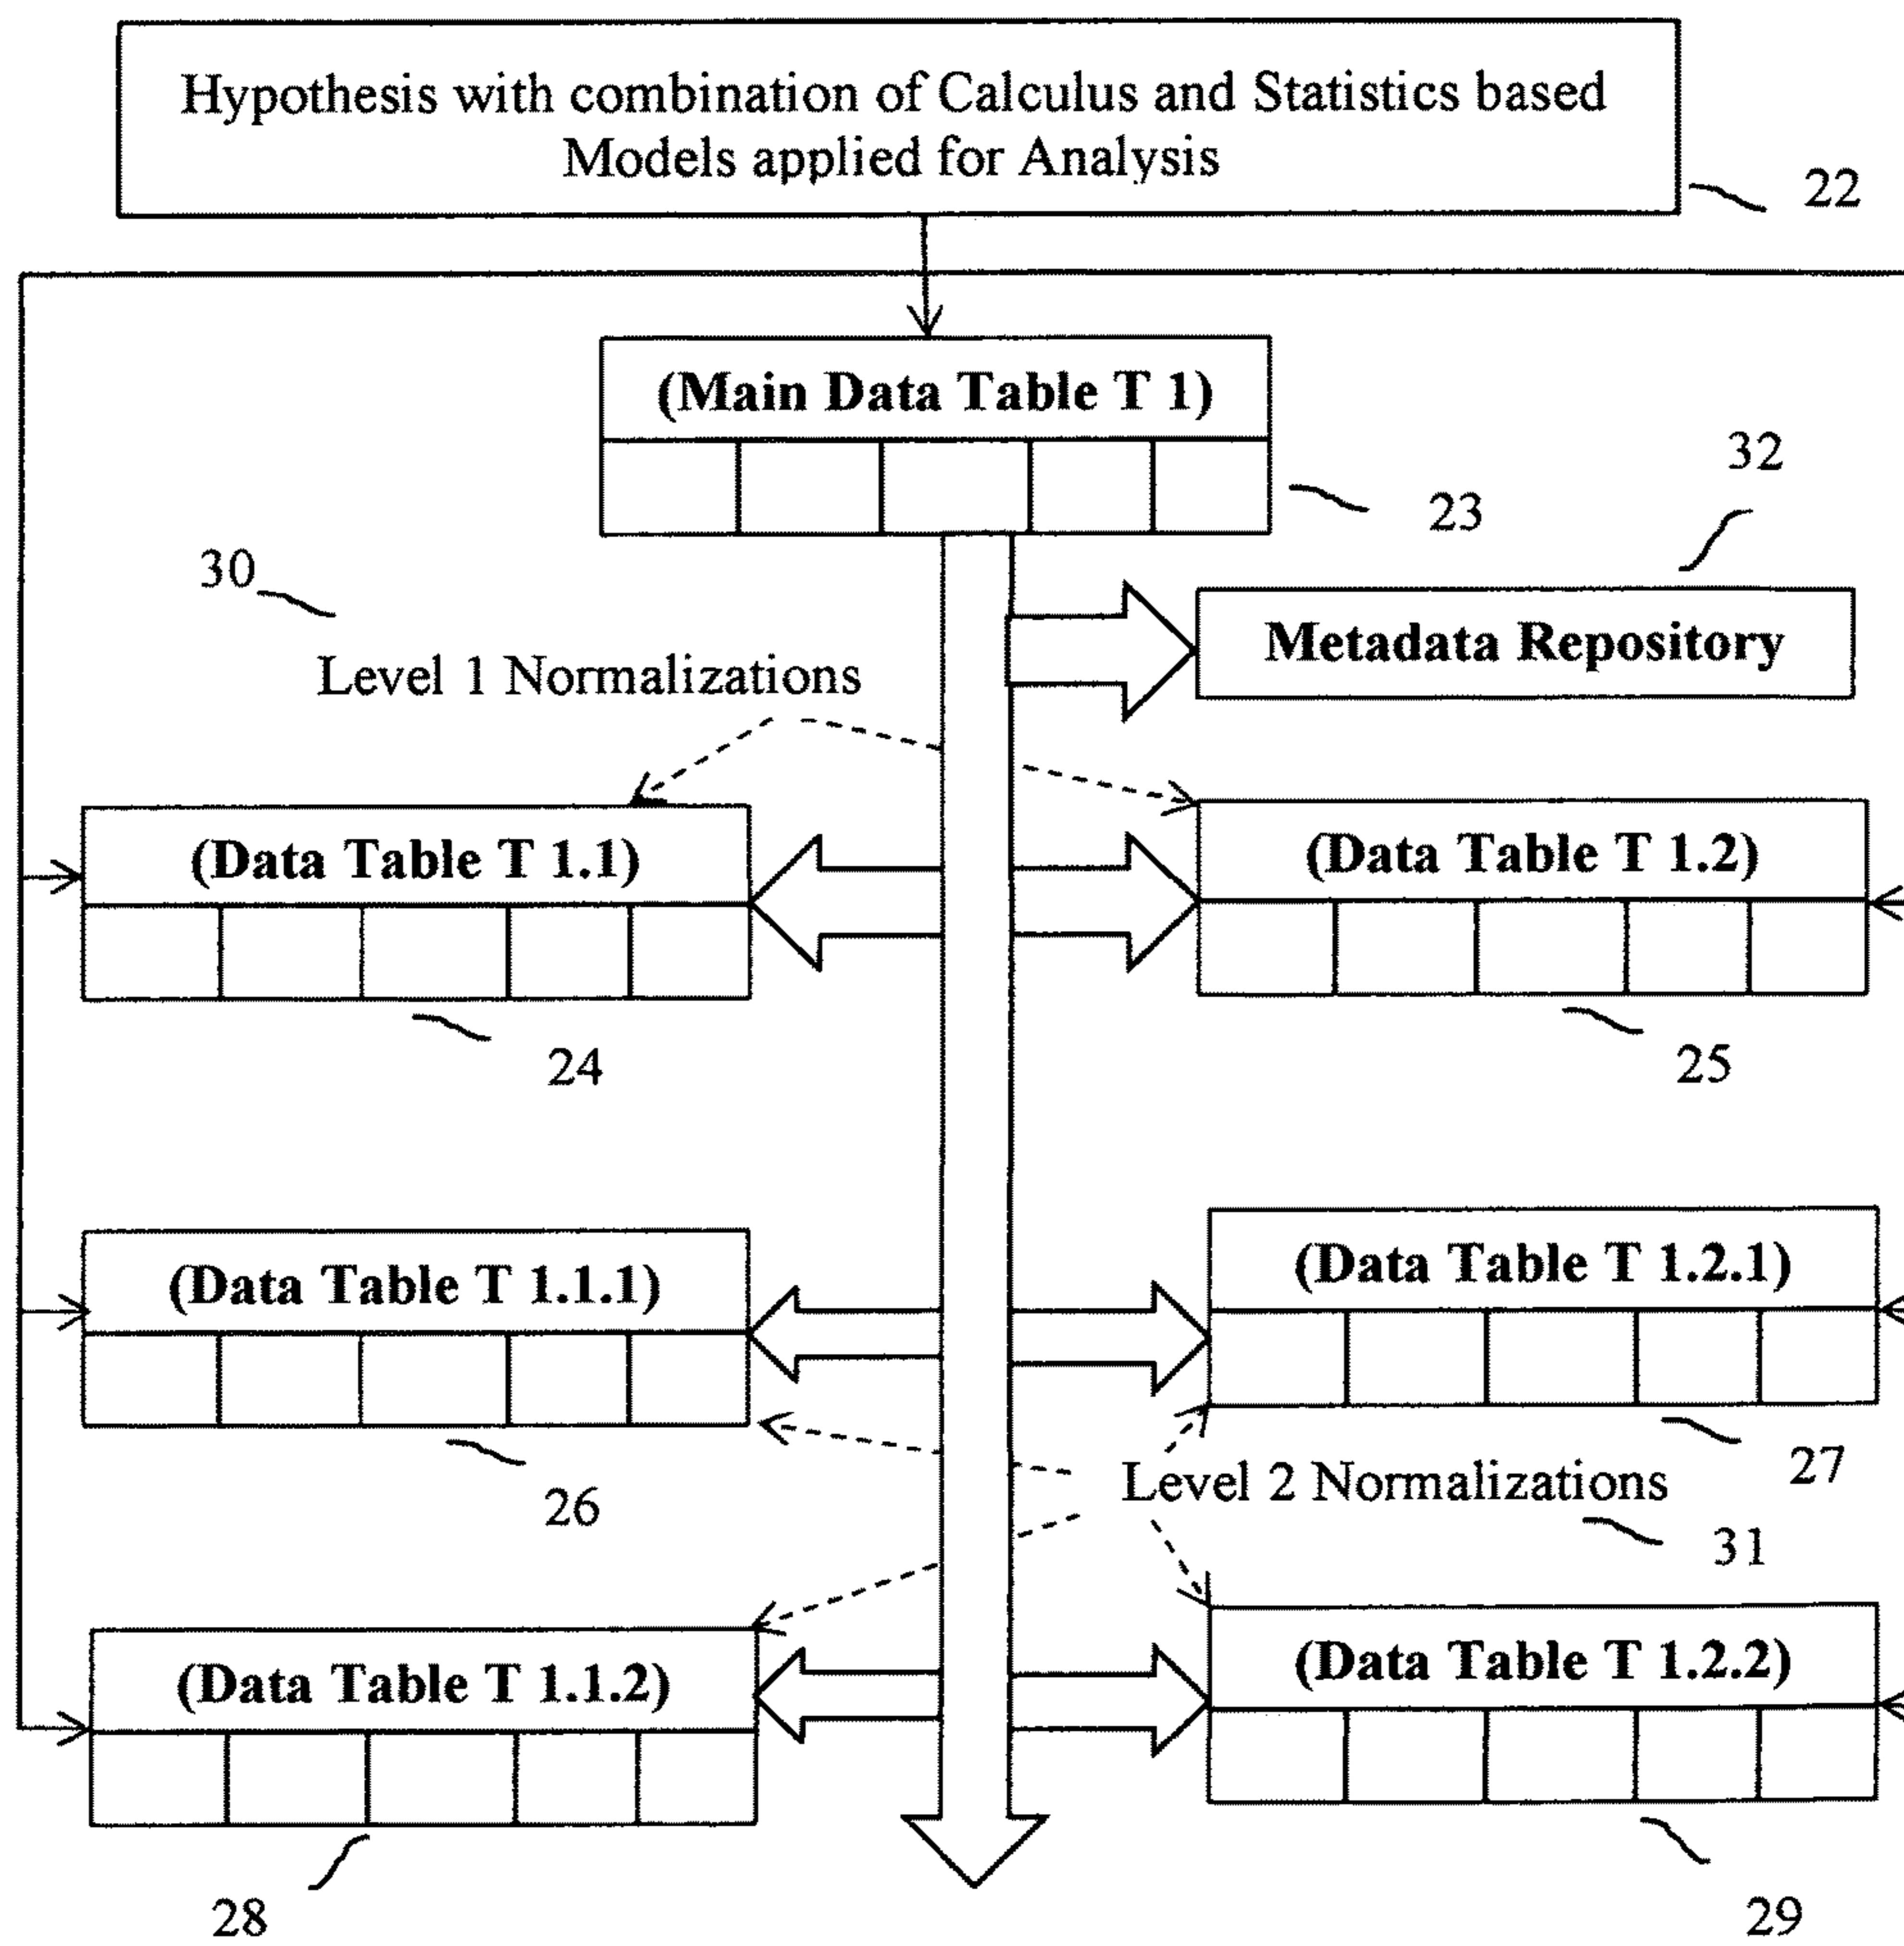 Hypothesis with combination of Calculus and Statistics based
Models applied for Analysis
22
(Main Data Table T 1)
23
32
30
Metadata Repository
Level 1 Normalizations
(Data Table T 1.1)
(Data Table T 1.2)
24
25
(Data Table T 1.1.1)
(Data Table T 1.2.1)
26
27
Level 2 Normalizations
31
(Data Table T 1.1.2)
(Data Table T 1.2.2)
28
29